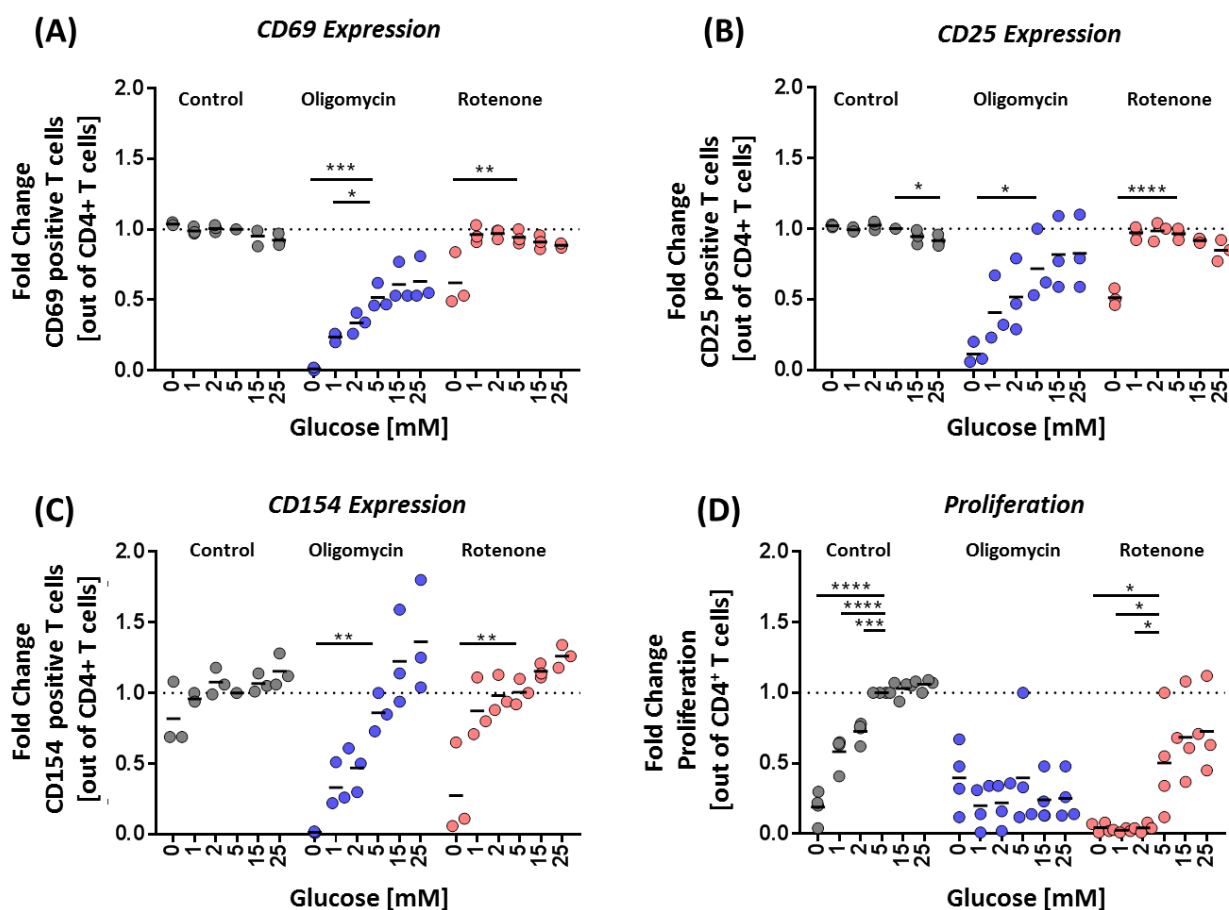 (A)
CD69 Expression
Fold Change
CD69 positive T cells
[out of CD4+ T cells]
2.0
1.5
1.0
0.5
0.0
Control
Oligomycin
Rotenone
***
*
**
0 1 2 5 15 25 0 1 2 5 15 25 0 1 2 5 15 25
Glucose [mM]
(B)
CD25 Expression
Fold Change
CD25 positive T cells
[out of CD4+ T cells]
2.0
1.5
1.0
0.5
0.0
Control
Oligomycin
Rotenone
*
*
****
0 1 2 5 15 25 0 1 2 5 15 25 0 1 2 5 15 25
Glucose [mM]
(C)
CD154 Expression
Fold Change
CD154 positive T cells
[out of CD4+ T cells]
2.0
1.5
1.0
0.5
0.0
Control
Oligomycin
Rotenone
**
**
0 1 2 5 15 25 0 1 2 5 15 25 0 1 2 5 15 25
Glucose [mM]
(D)
Proliferation
Fold Change
Proliferation
[out of CD4⁺ T cells]
2.0
1.5
1.0
0.5
0.0
Control
Oligomycin
Rotenone
****
****
***
*
*
*
0 1 2 5 15 25 0 1 2 5 15 25 0 1 2 5 15 25
Glucose [mM]